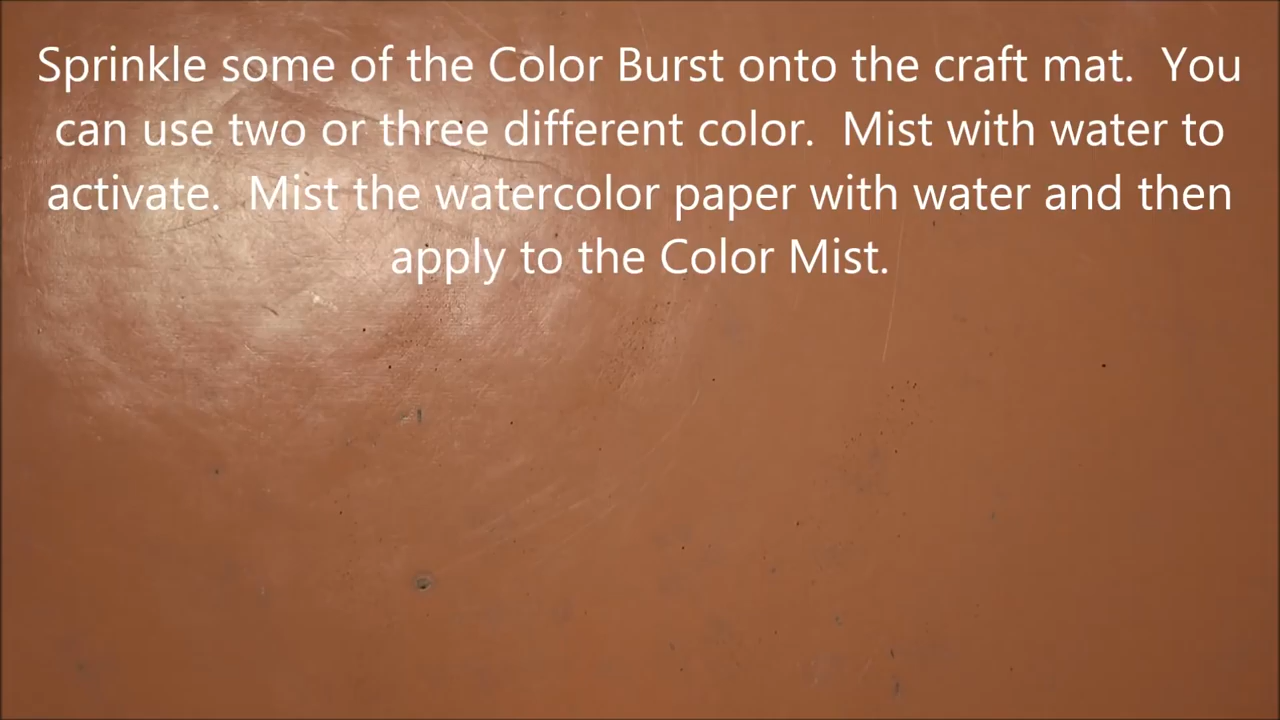 Sprinkle some of the Color Burst onto the craft mat.  You
can use two or three different color.  Mist with water to
activate.  Mist the watercolor paper with water and then
apply to the Color Mist.